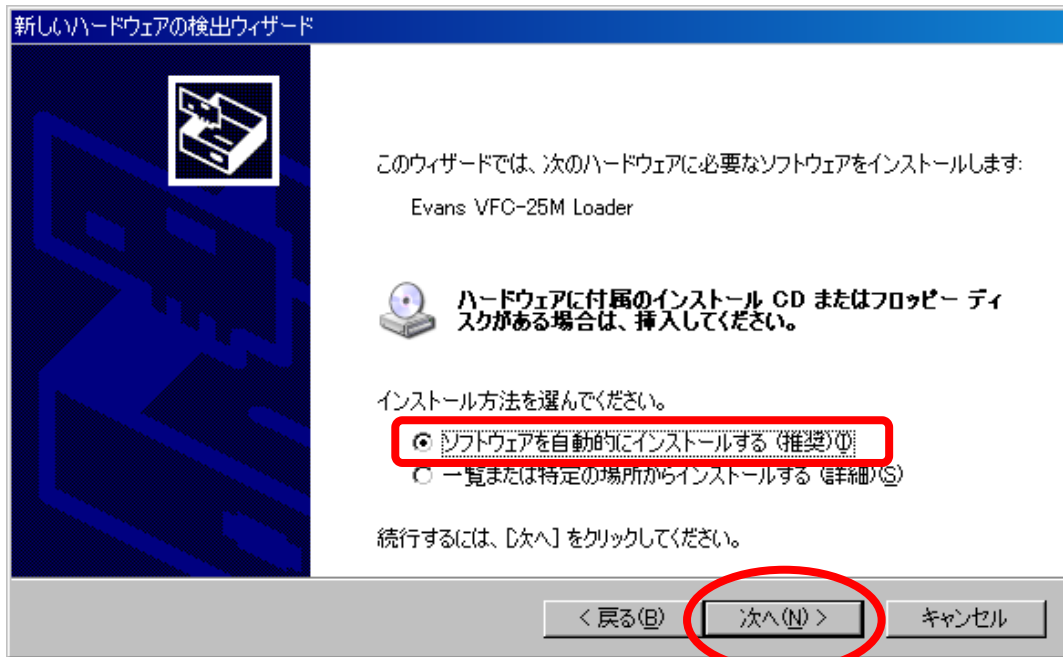 新しいハードウェアの検出ウィザード
このウィザードでは、次のハードウェアに必要なソフトウェアをインストールします:
Evans VFC-25M Loader
ハードウェアに付属のインストール CD またはフロッピー ディ
スクがある場合は、挿入してください。
インストール方法を選んでください。
ソフトウェアを自動的にインストールする (推奨)(I)
一覧または特定の場所からインストールする (詳細)(S)
続行するには、[次へ] をクリックしてください。
< 戻る(B)
次へ(N) >
キャンセル